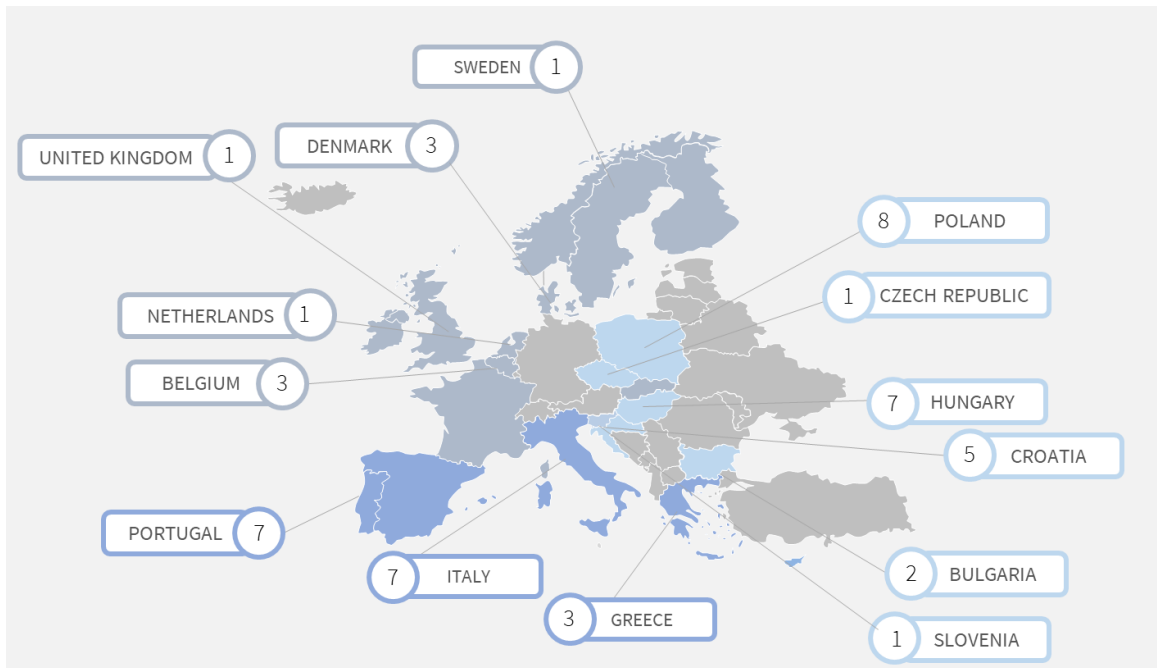 SWEDEN 1
DENMARK 3
UNITED KINGDOM 1
8 POLAND
1 CZECH REPUBLIC
NETHERLANDS 1
BELGIUM 3
7 HUNGARY
5 CROATIA
PORTUGAL 7
7 ITALY
2 BULGARIA
3 GREECE
1 SLOVENIA